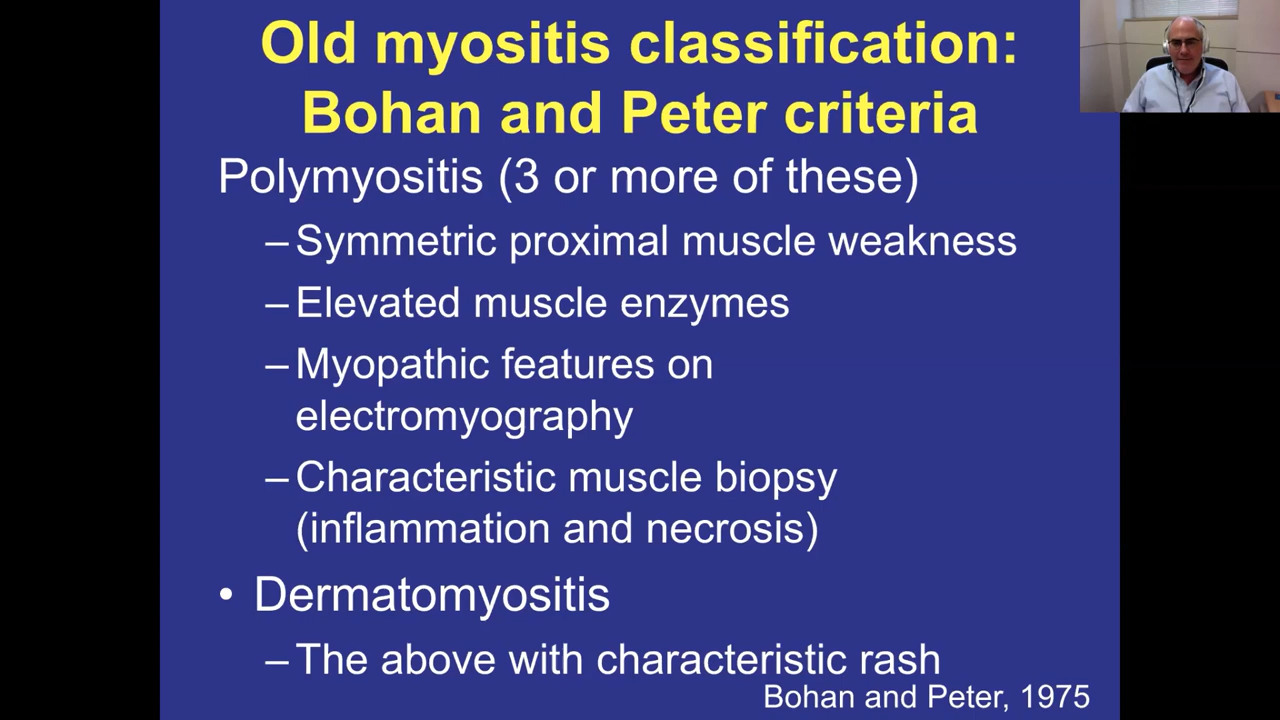 Old myositis classification:
Bohan and Peter criteria
Polymyositis (3 or more of these)
– Symmetric proximal muscle weakness
– Elevated muscle enzymes
– Myopathic features on
electromyography
– Characteristic muscle biopsy
(inflammation and necrosis)
• Dermatomyositis
– The above with characteristic rash
Bohan and Peter, 1975